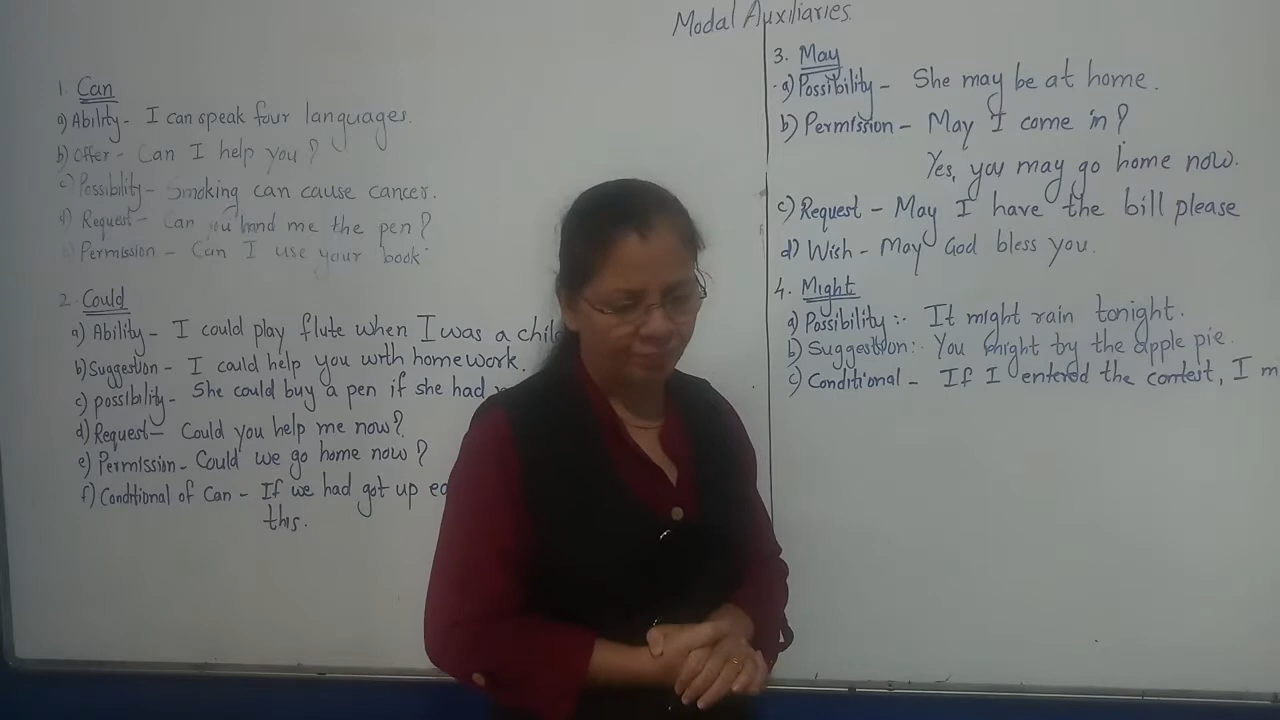 Modal Auxiliaries.
1. Can
a) Ability - I can speak four languages.
b) Offer - Can I help you?
c) Possibility - Smoking can cause cancer.
d) Request - Can you hand me the pen?
e) Permission - Can I use your book
2. Could
a) Ability - I could play flute when I was a chil
b) Suggestion - I could help you with homework.
c) possibility - She could buy a pen if she had
d) Request - Could you help me now?
e) Permission - Could we go home now?
f) Conditional of Can - If we had got up ea
this.
3. May
a) Possibility - She may be at home.
b) Permission - May I come in?
Yes, you may go home now.
c) Request - May I have the bill please
d) Wish - May God bless you.
4. Might
a) Possibility :- It might rain tonight.
b) Suggestion :- You might try the apple pie.
c) Conditional - If I entered the contest, I m